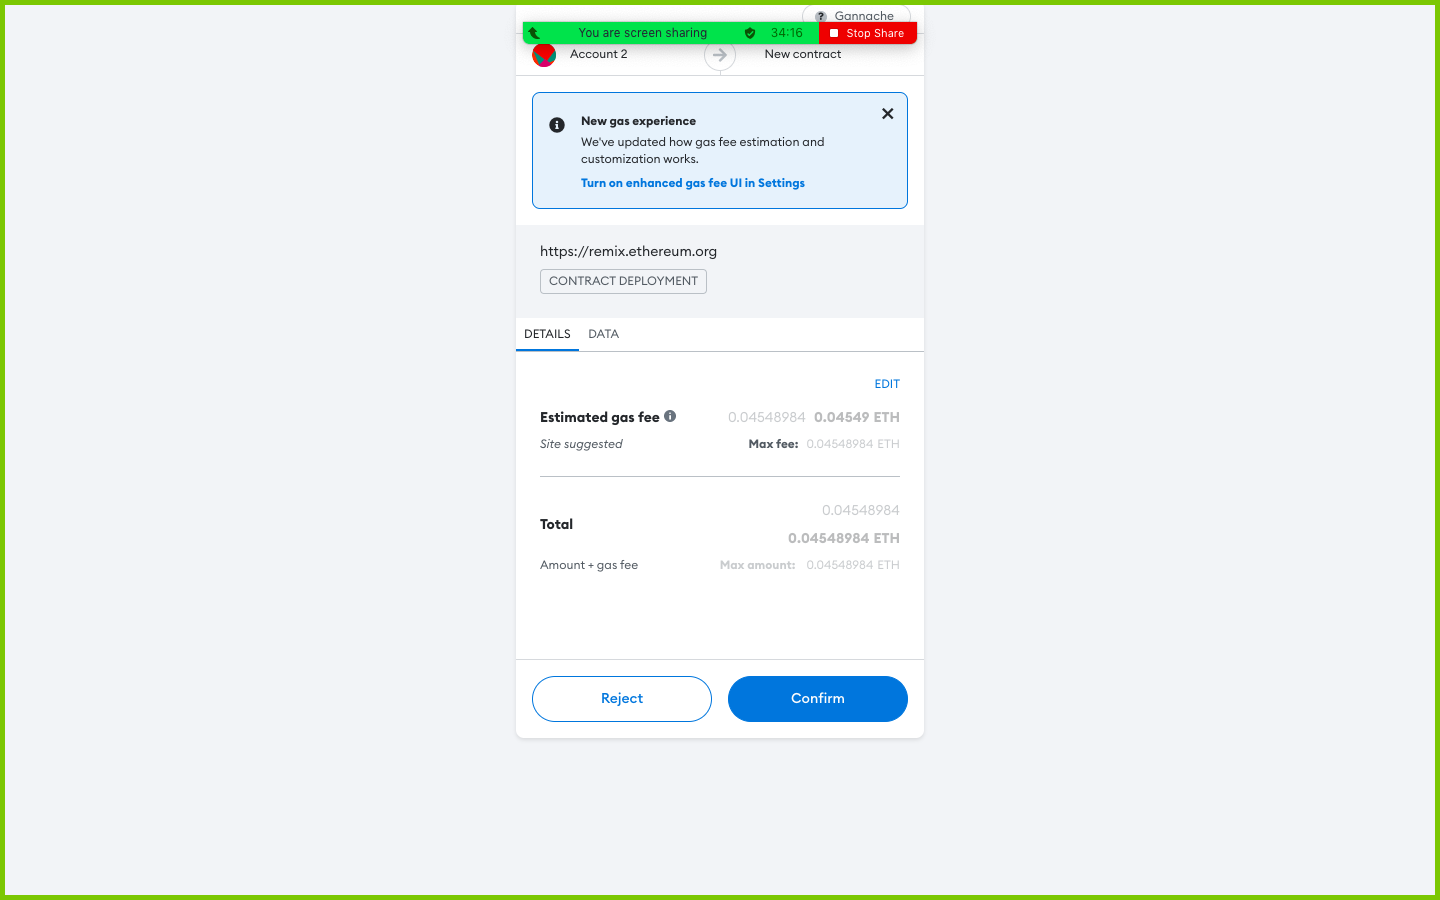 Gannache
You are screen sharing 34:16 Stop Share
Account 2 New contract
New gas experience
We've updated how gas fee estimation and
customization works.
Turn on enhanced gas fee UI in Settings
https://remix.ethereum.org
CONTRACT DEPLOYMENT
DETAILS DATA
EDIT
Estimated gas fee 0.04548984 0.04549 ETH
Site suggested Max fee: 0.04548984 ETH
0.04548984
Total
0.04548984 ETH
Amount + gas fee Max amount: 0.04548984 ETH
Reject Confirm